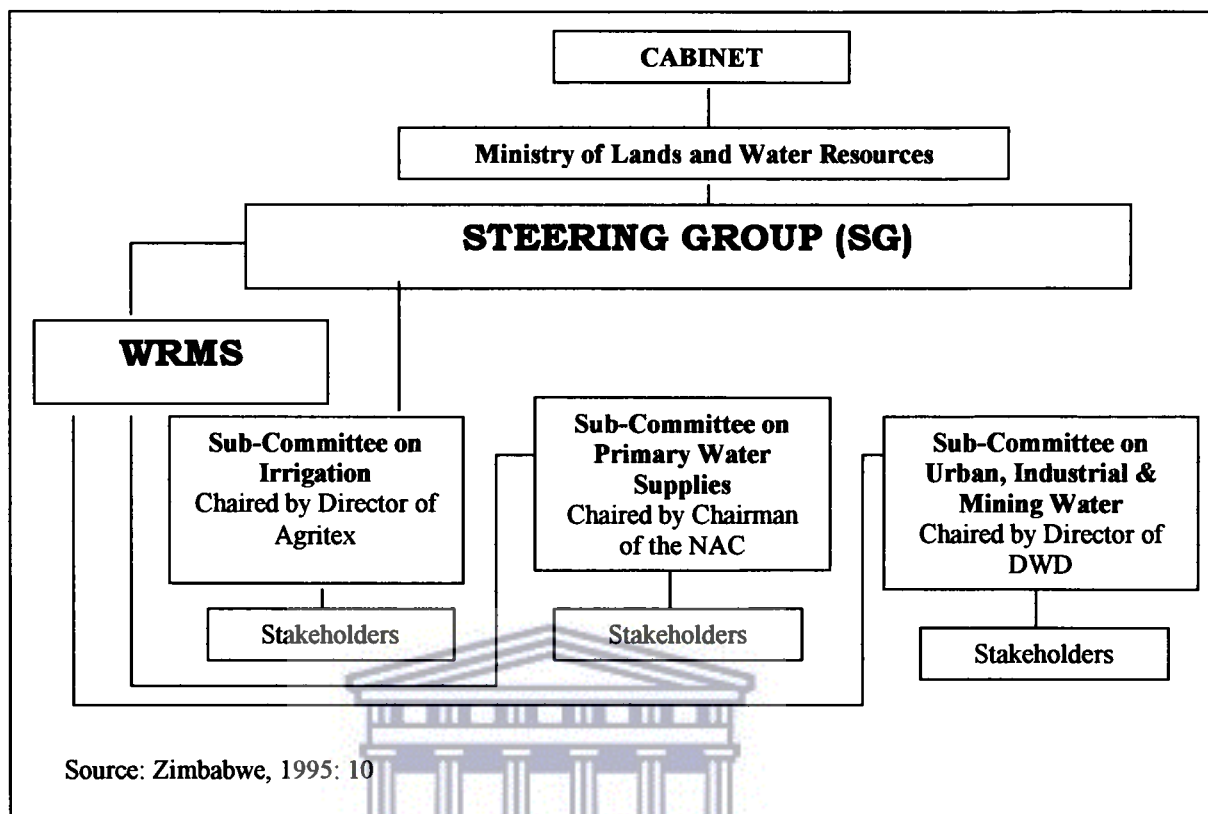 CABINET
Ministry of Lands and Water Resources
STEERING GROUP (SG)
WRMS
Sub-Committee on
Irrigation
Chaired by Director of
Agritex
Stakeholders
Sub-Committee on
Primary Water
Supplies
Chaired by Chairman
of the NAC
Stakeholders
Sub-Committee on
Urban, Industrial &
Mining Water
Chaired by Director of
DWD
Stakeholders
Source: Zimbabwe, 1995: 10